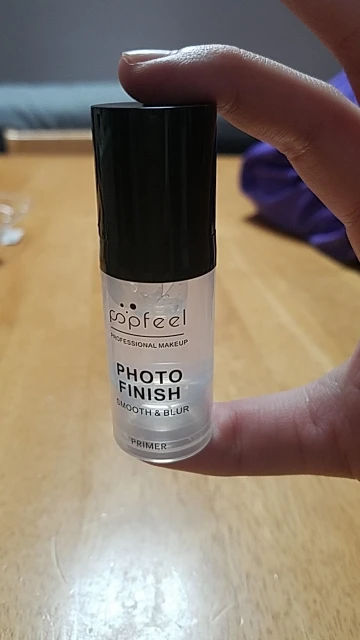 popfeel
PROFESSIONAL MAKEUP
PHOTO
FINISH
SMOOTH & BLUR
PRIMER